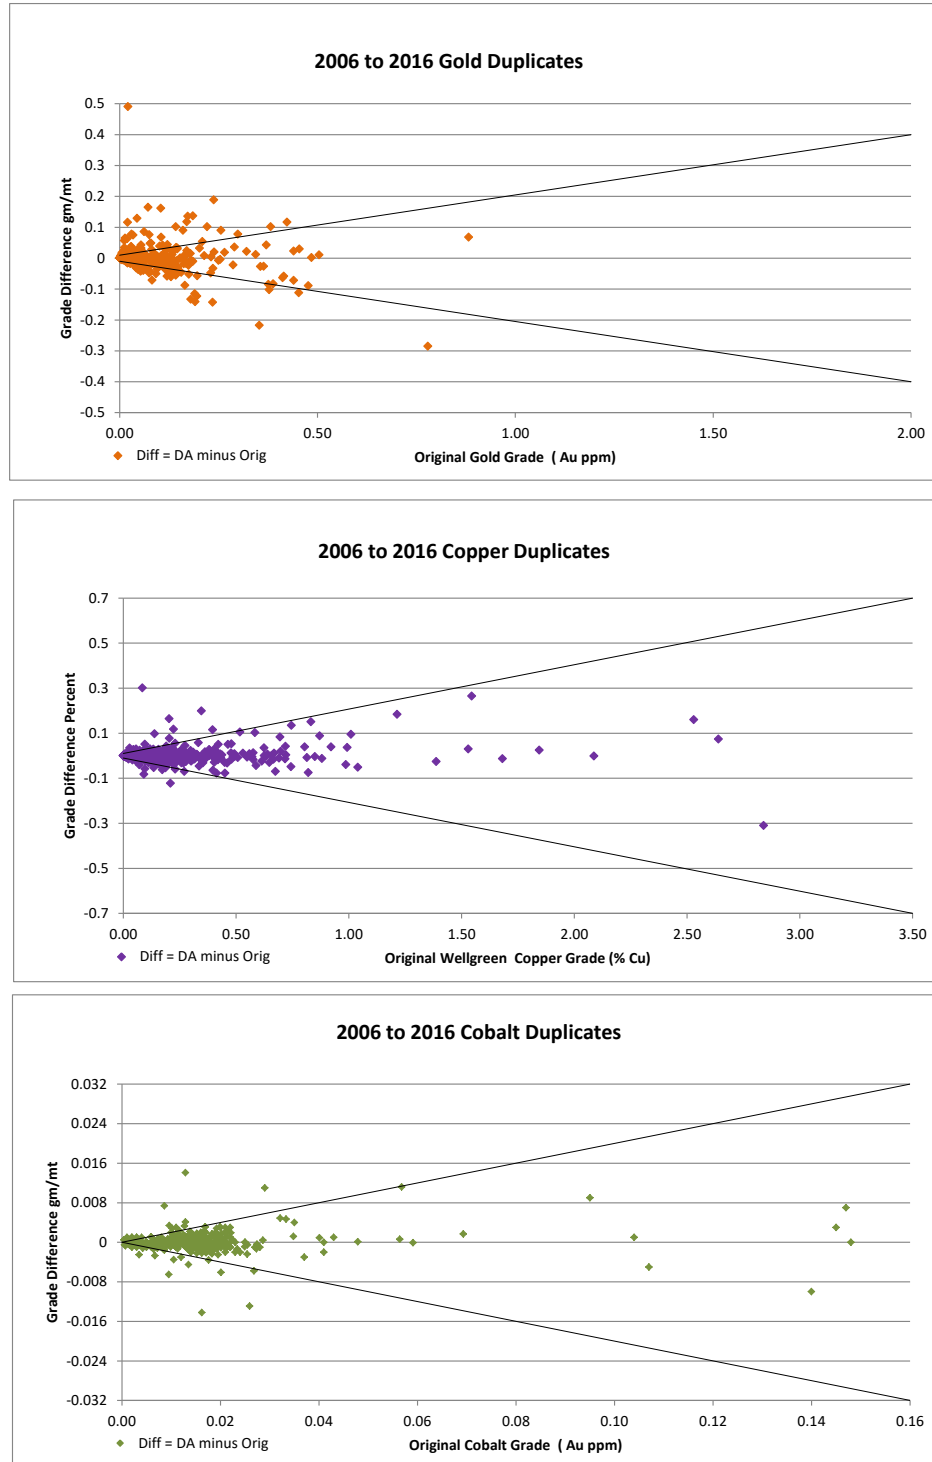 2006 to 2016 Gold Duplicates
0.5
0.4
0.3
0.2
0.1
0
-0.1
-0.2
-0.3
-0.4
-0.5
Grade Difference gm/mt
0.00 0.50 1.00 1.50 2.00
Diff = DA minus Orig
Original Gold Grade ( Au ppm)
2006 to 2016 Copper Duplicates
0.7
0.5
0.3
0.1
-0.1
-0.3
-0.5
-0.7
Grade Difference Percent
0.00 0.50 1.00 1.50 2.00 2.50 3.00 3.50
Diff = DA minus Orig
Original Wellgreen Copper Grade (% Cu)
2006 to 2016 Cobalt Duplicates
0.032
0.024
0.016
0.008
0
-0.008
-0.016
-0.024
-0.032
Grade Difference gm/mt
0.00 0.02 0.04 0.06 0.08 0.10 0.12 0.14 0.16
Diff = DA minus Orig
Original Cobalt Grade ( Au ppm)